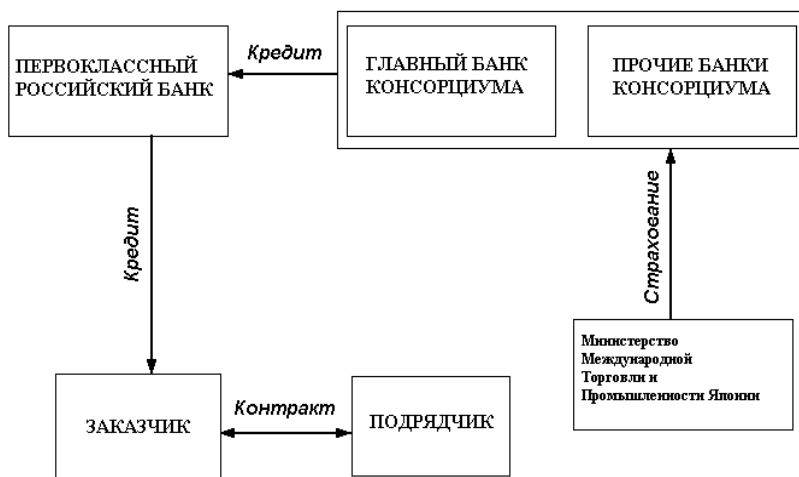 ПЕРВОКЛАССНЫЙ
РОССИЙСКИЙ БАНК
Кредит
ГЛАВНЫЙ БАНК
КОНСОРЦИУМА
ПРОЧИЕ БАНКИ
КОНСОРЦИУМА
Кредит
Страхование
Министерство
Международной
Торговли и
Промышленности Японии
ЗАКАЗЧИК
Контракт
ПОДРЯДЧИК